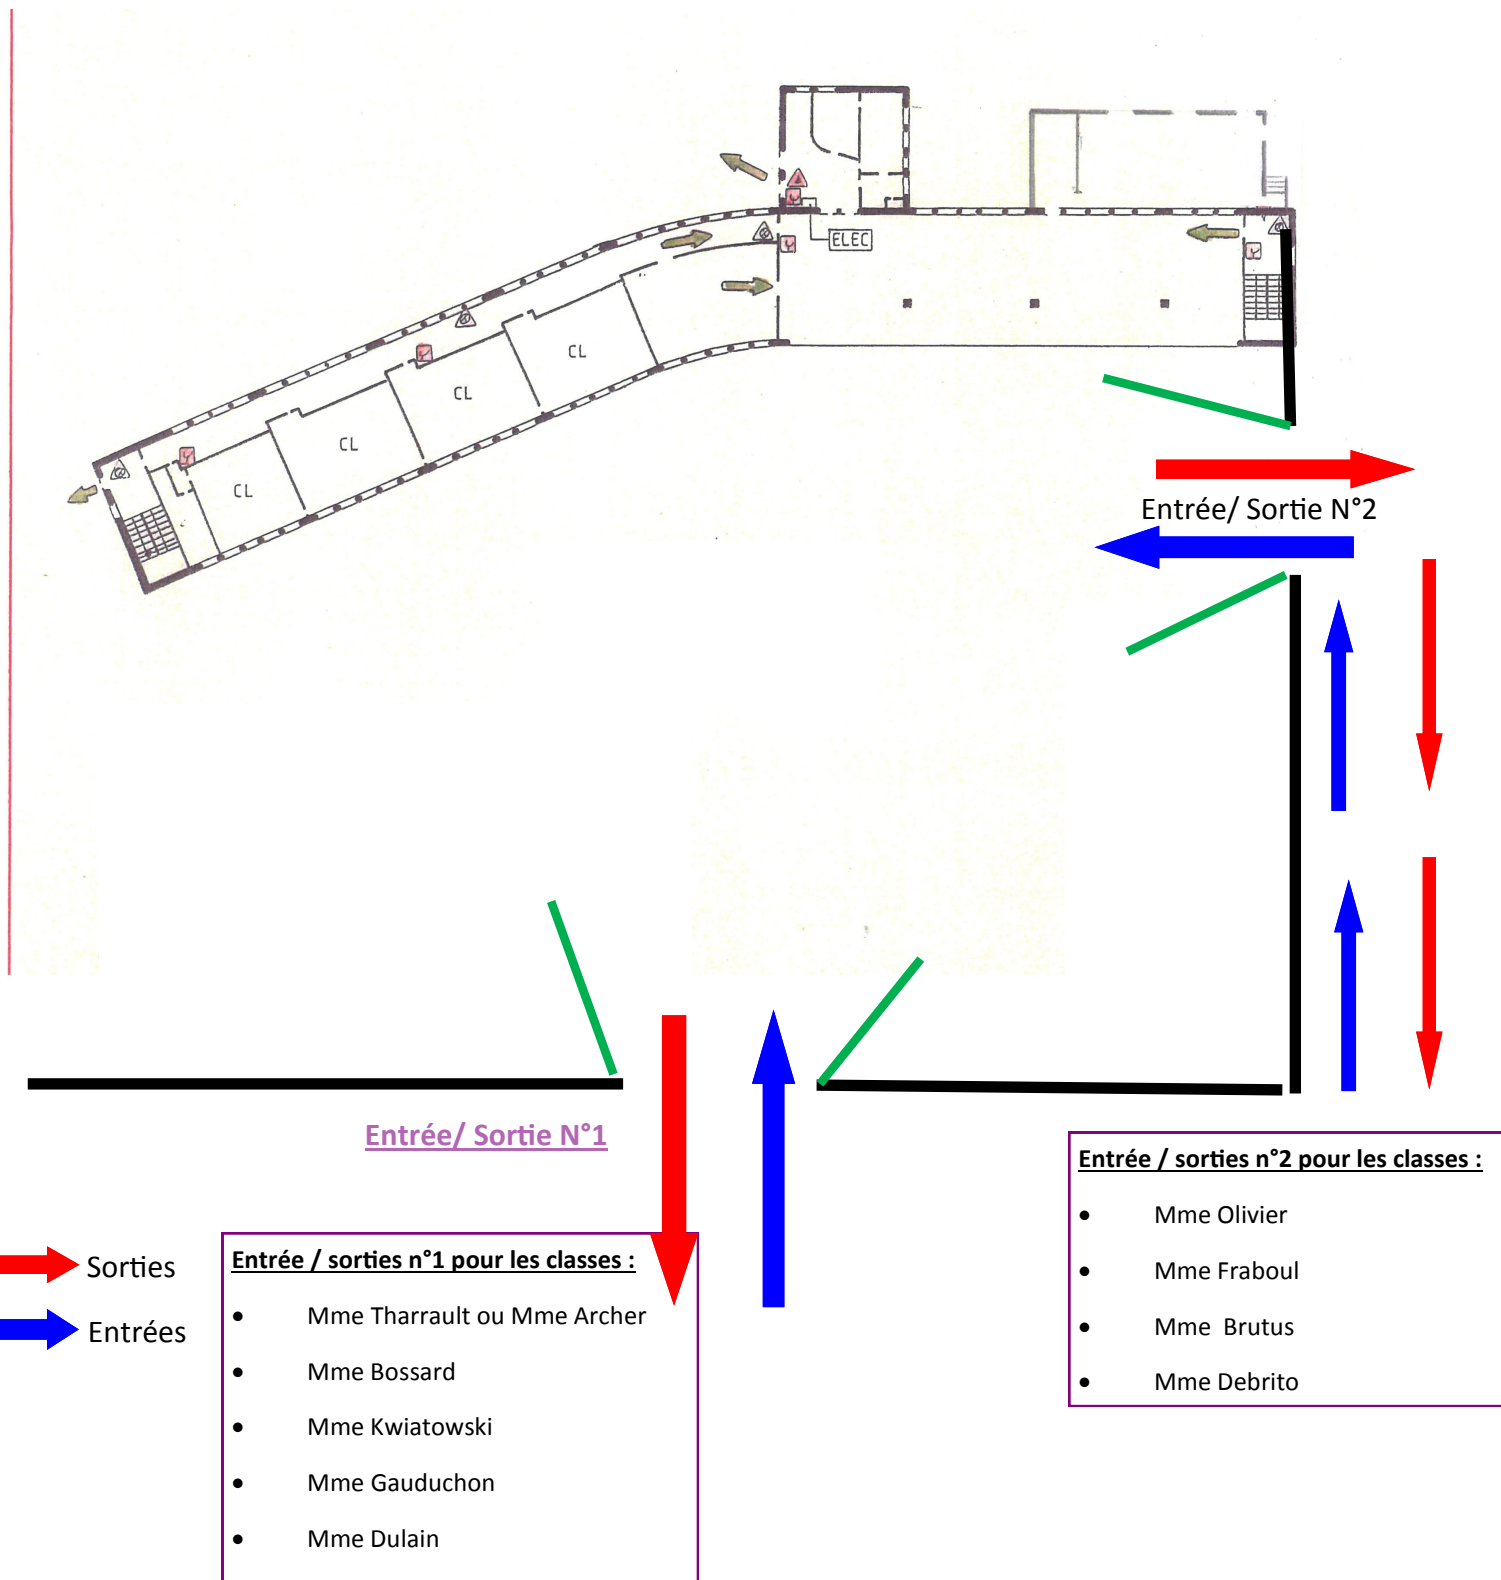 ELEC
CL
CL
CL
CL
Entrée/ Sortie N°2
Entrée/ Sortie N°1
Sorties
Entrées
Entrée / sorties n°1 pour les classes :
• Mme Tharrault ou Mme Archer
• Mme Bossard
• Mme Kwiatowski
• Mme Gauduchon
• Mme Dulain
Entrée / sorties n°2 pour les classes :
• Mme Olivier
• Mme Fraboul
• Mme  Brutus
• Mme Debrito